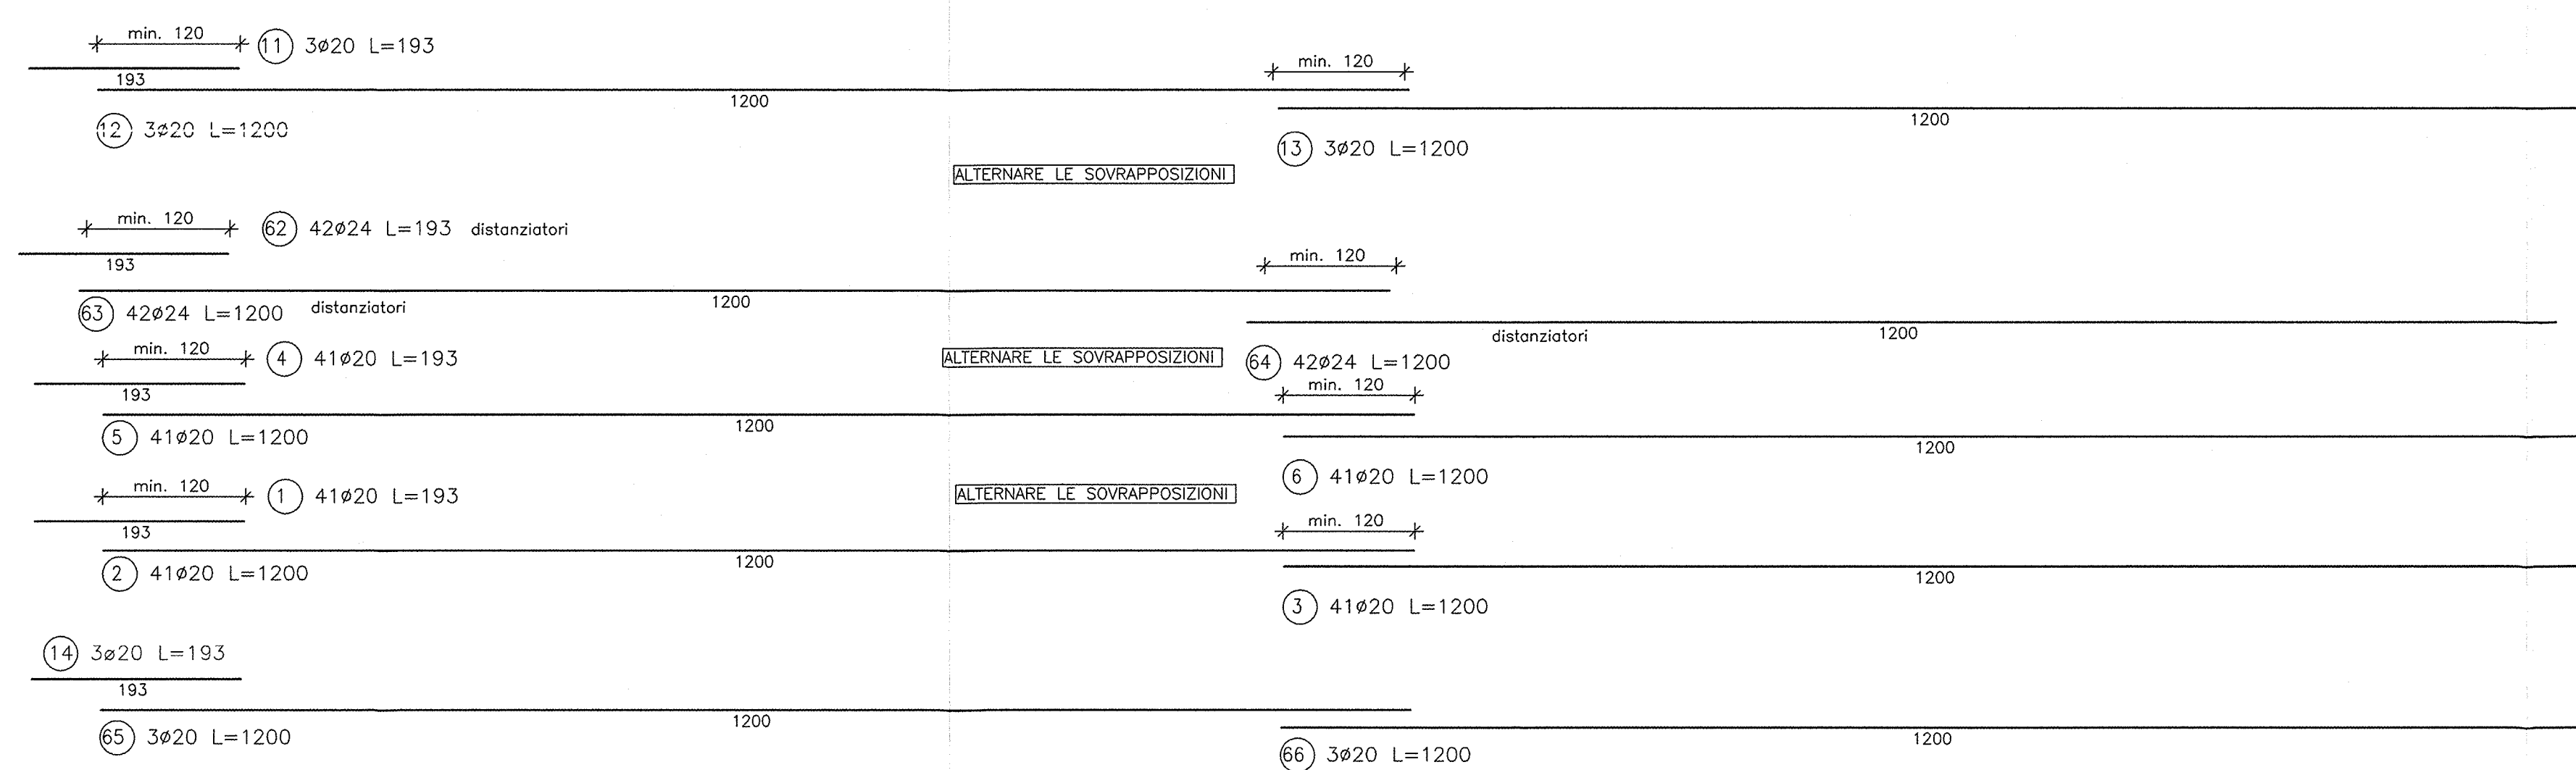 min. 120
11 3ø20 L=193
193
1200
12 3ø20 L=1200
min. 120
1200
13 3ø20 L=1200
ALTERNARE LE SOVRAPPOSIZIONI
min. 120
62 42ø24 L=193 distanziatori
193
1200
63 42ø24 L=1200 distanziatori
min. 120
distanziatori
1200
64 42ø24 L=1200
min. 120
4 41ø20 L=193
ALTERNARE LE SOVRAPPOSIZIONI
193
1200
5 41ø20 L=1200
min. 120
1200
6 41ø20 L=1200
min. 120
1 41ø20 L=193
ALTERNARE LE SOVRAPPOSIZIONI
193
1200
2 41ø20 L=1200
min. 120
1200
3 41ø20 L=1200
14 3ø20 L=193
193
1200
65 3ø20 L=1200
1200
66 3ø20 L=1200